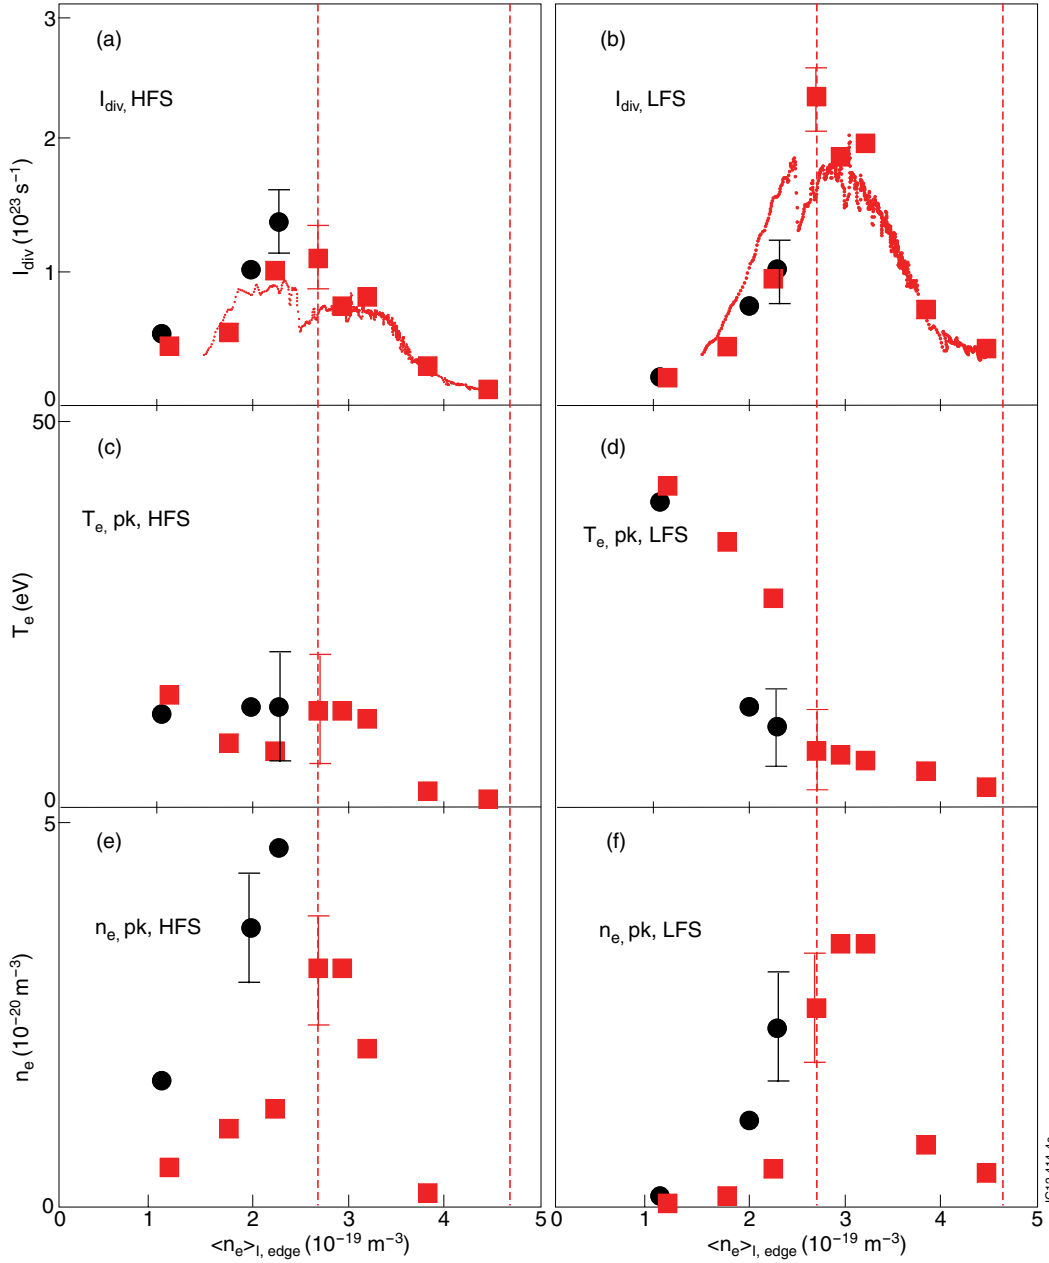 3
(a)
(b)
I_div, HFS
I_div, LFS
2
1
0
I_div (10^23 s^−1)
50
(c)
(d)
T_e, pk, HFS
T_e, pk, LFS
T_e (eV)
0
5
(e)
(f)
n_e, pk, HFS
n_e, pk, LFS
n_e (10^−20 m^−3)
0
0 1 2 3 4 5
0 1 2 3 4 5
<n_e>_l, edge (10^−19 m^−3)
<n_e>_l, edge (10^−19 m^−3)